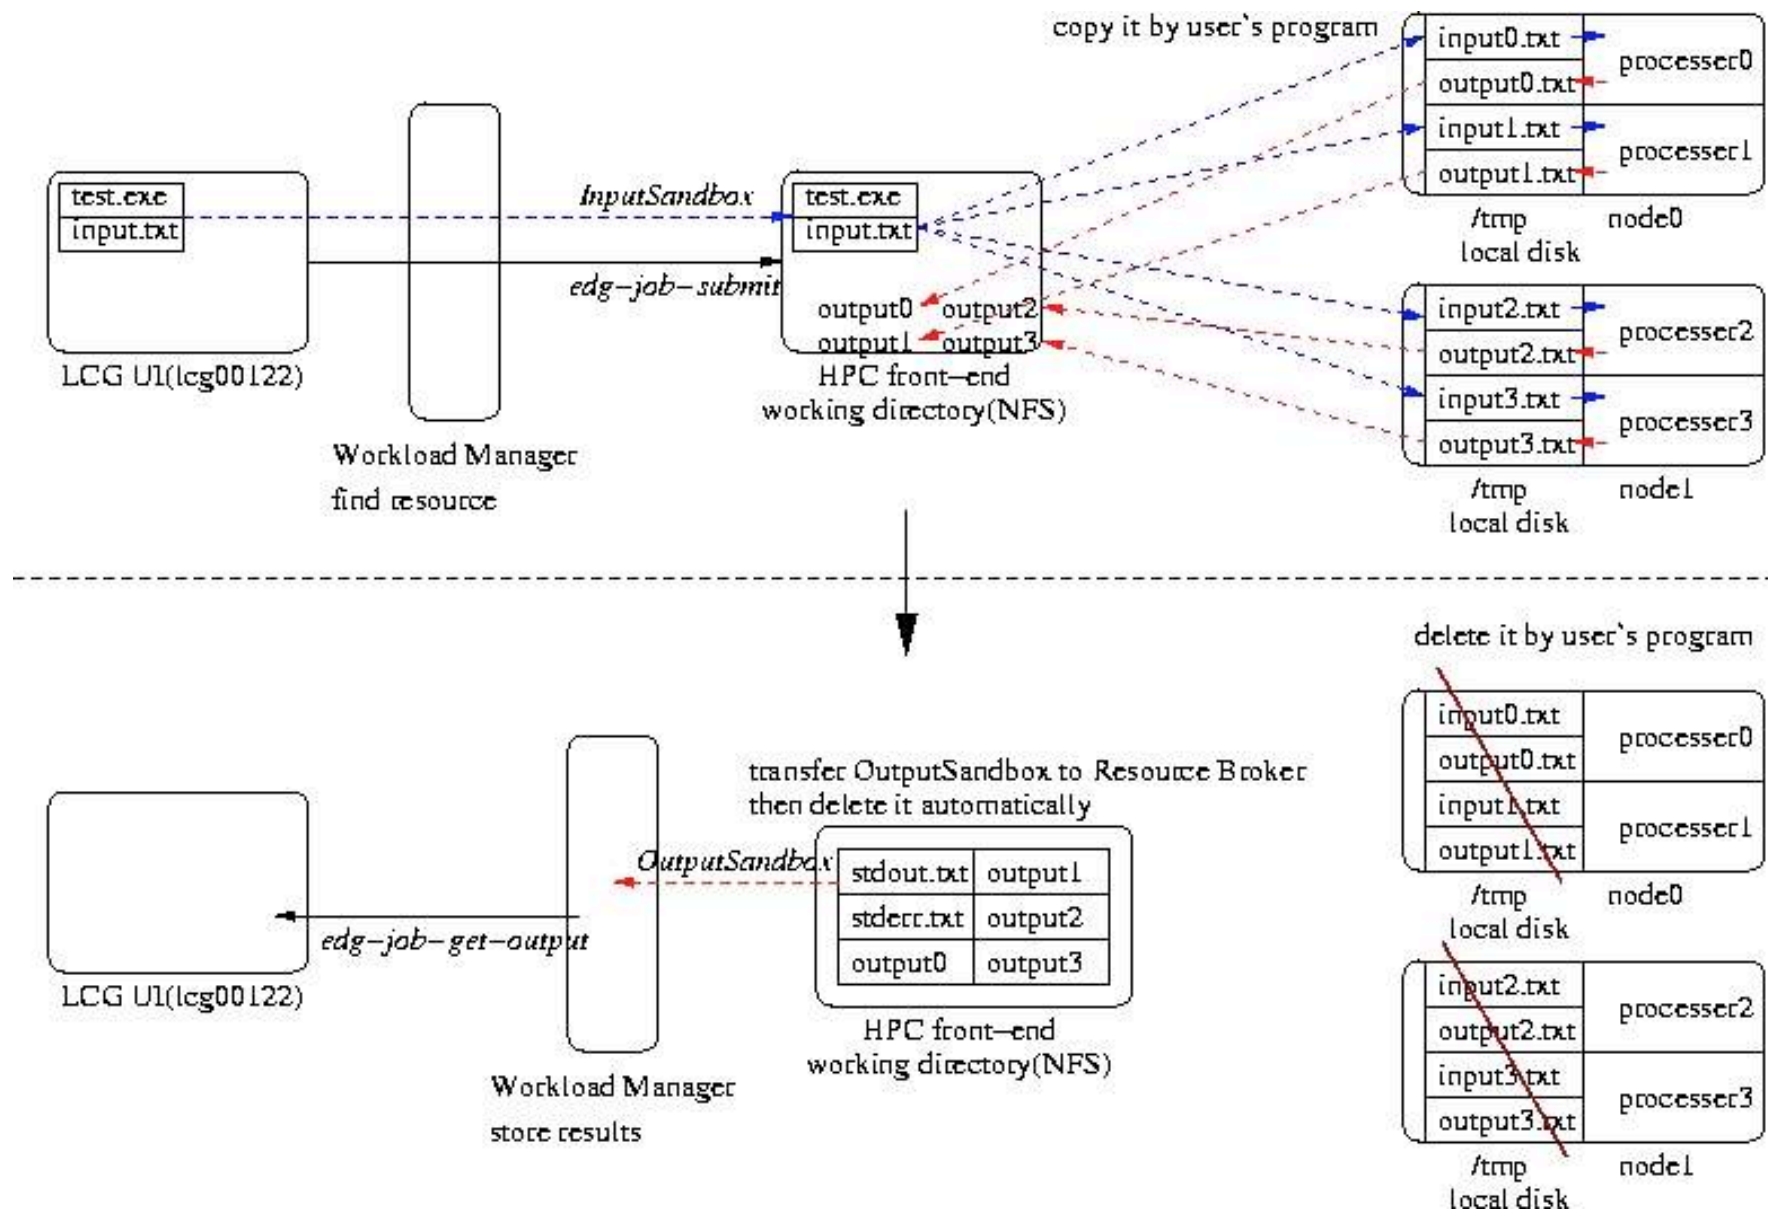 copy it by user`s program
input0.txt
output0.txt
processer0
input1.txt
output1.txt
processer1
/tmp
node0
local disk
test.exe
input.txt
LCG UI(lcg00122)
InputSandbox
edg-job-submit
Workload Manager
find resource
test.exe
input.txt
output0 output2
output1 output3
HPC front-end
working directory(NFS)
input2.txt
output2.txt
processer2
input3.txt
output3.txt
processer3
/tmp
node1
local disk
delete it by user`s program
input0.txt
output0.txt
processer0
input1.txt
output1.txt
processer1
/tmp
node0
local disk
transfer OutputSandbox to Resource Broker
then delete it automatically
OutputSandbox
stdout.txt output1
stderr.txt output2
output0 output3
HPC front-end
working directory(NFS)
edg-job-get-output
LCG UI(lcg00122)
Workload Manager
store results
input2.txt
output2.txt
processer2
input3.txt
output3.txt
processer3
/tmp
node1
local disk